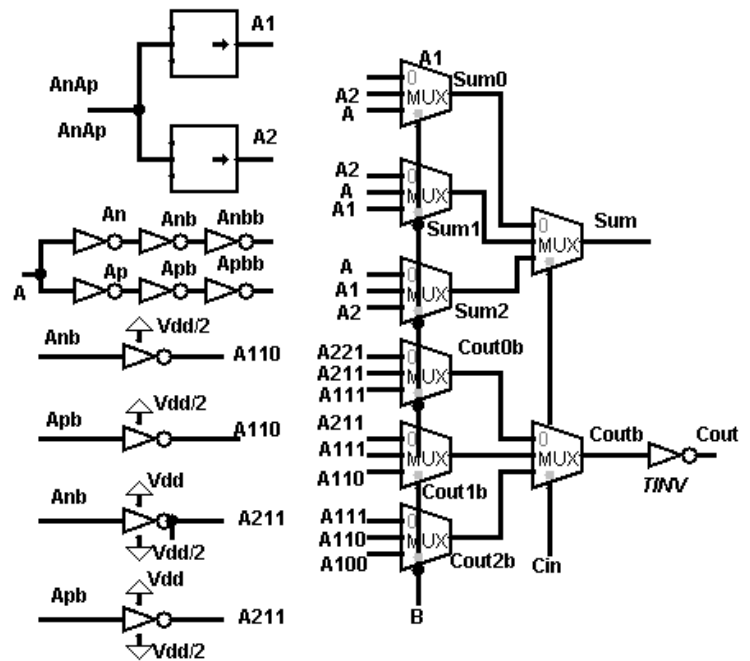 A1
AnAp
AnAp
A2
An Anb Anbb
A
Ap Apb Apbb
Anb Vdd/2 A110
Apb Vdd/2 A110
Anb Vdd A211
Vdd/2
Apb Vdd A211
Vdd/2
A1
0 Sum0
A2 MUX
A
A2 0
A MUX
A1 Sum1
A 0
A1 MUX
A2 Sum2
0 Sum
MUX
A221 0 Cout0b
A211 MUX
A111
A211 0
A111 MUX
A110 Cout1b
A111 0
A110 MUX
A100 Cout2b
0 Coutb Cout
MUX
TINV
Cin
B